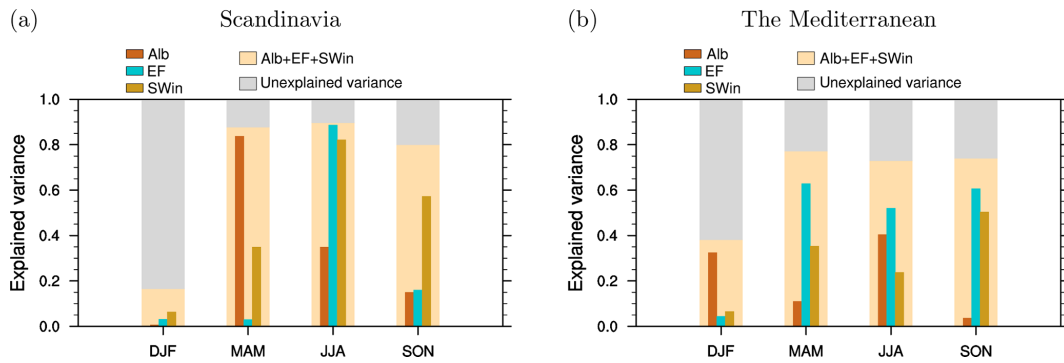 (a) Scandinavia
Alb
EF
SWin
Alb+EF+SWin
Unexplained variance
Explained variance
1.0
0.8
0.6
0.4
0.2
0.0
DJF MAM JJA SON
(b) The Mediterranean
Alb
EF
SWin
Alb+EF+SWin
Unexplained variance
Explained variance
1.0
0.8
0.6
0.4
0.2
0.0
DJF MAM JJA SON